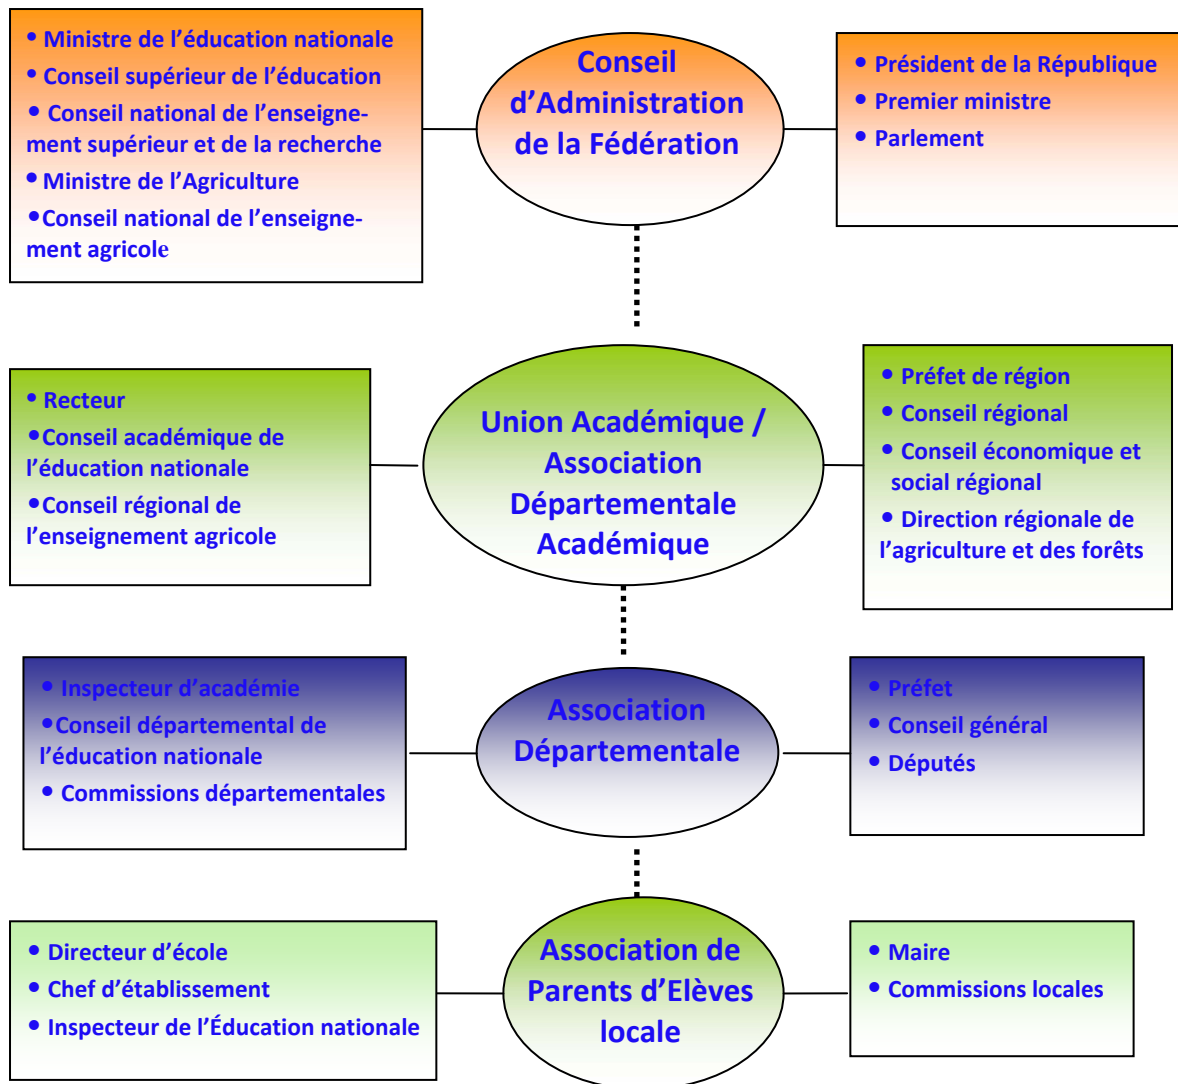 • Ministre de l’éducation nationale
• Conseil supérieur de l’éducation
• Conseil national de l’enseigne-
ment supérieur et de la recherche
• Ministre de l’Agriculture
•Conseil national de l’enseigne-
ment agricole
Conseil
d’Administration
de la Fédération
• Président de la République
• Premier ministre
• Parlement
• Recteur
•Conseil académique de
l’éducation nationale
•Conseil régional de
l’enseignement agricole
Union Académique /
Association
Départementale
Académique
• Préfet de région
• Conseil régional
• Conseil économique et
social régional
• Direction régionale de
l’agriculture et des forêts
• Inspecteur d’académie
• Conseil départemental de
l’éducation nationale
• Commissions départementales
Association
Départementale
• Préfet
• Conseil général
• Députés
• Directeur d’école
• Chef d’établissement
• Inspecteur de l’Éducation nationale
Association de
Parents d’Elèves
locale
• Maire
• Commissions locales